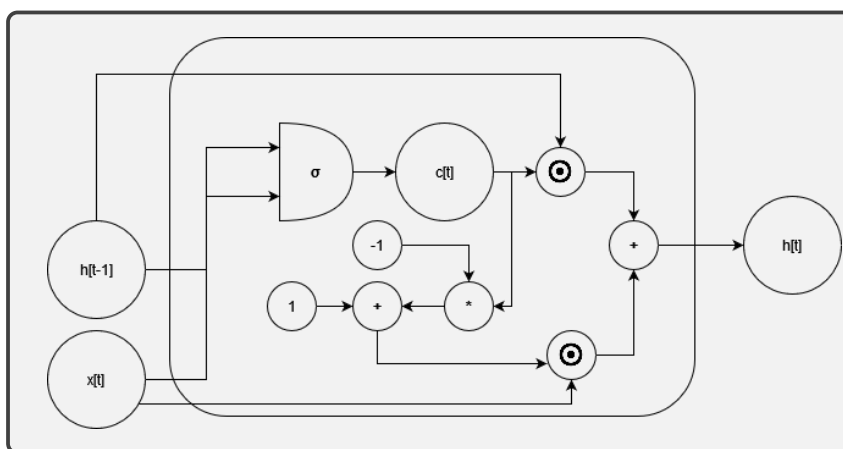 σ
c[t]
⊙
-1
h[t-1]
+
h[t]
1
+
*
⊙
x[t]